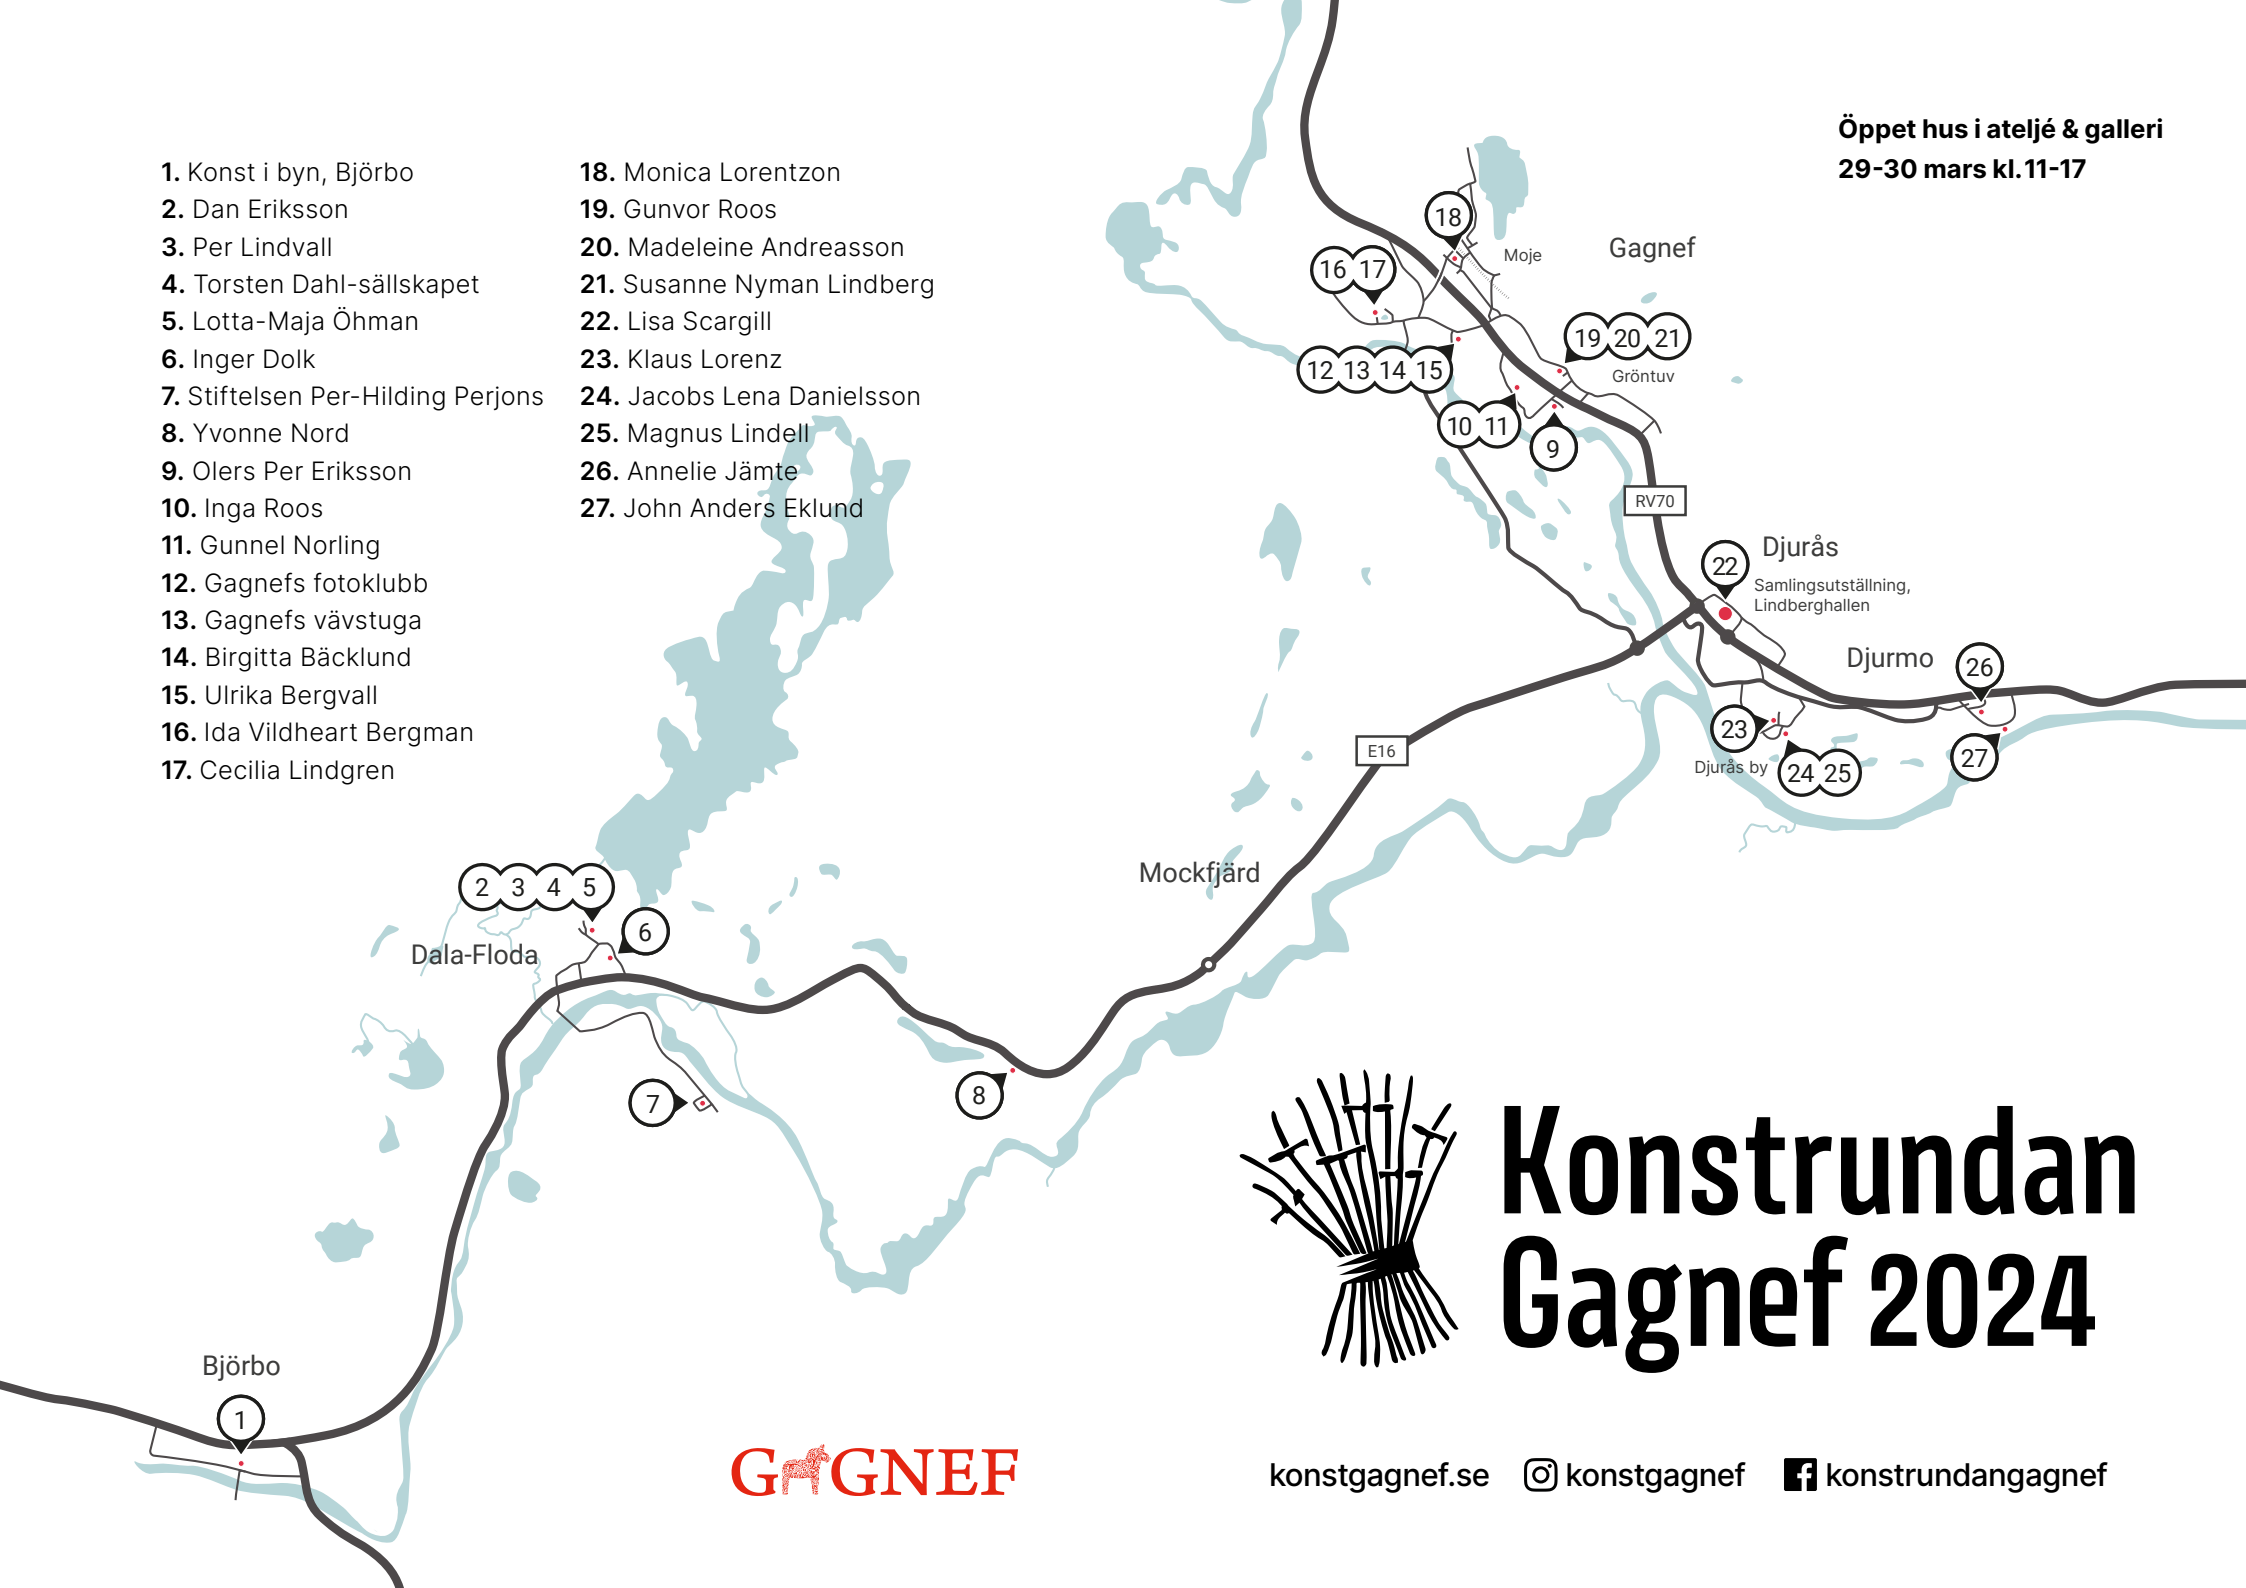 Öppet hus i ateljé & galleri
29-30 mars kl.11-17
1. Konst i byn, Björbo
2. Dan Eriksson
3. Per Lindvall
4. Torsten Dahl-sällskapet
5. Lotta-Maja Öhman
6. Inger Dolk
7. Stiftelsen Per-Hilding Perjons
8. Yvonne Nord
9. Olers Per Eriksson
10. Inga Roos
11. Gunnel Norling
12. Gagnefs fotoklubb
13. Gagnefs vävstuga
14. Birgitta Bäcklund
15. Ulrika Bergvall
16. Ida Vildheart Bergman
17. Cecilia Lindgren
18. Monica Lorentzon
19. Gunvor Roos
20. Madeleine Andreasson
21. Susanne Nyman Lindberg
22. Lisa Scargill
23. Klaus Lorenz
24. Jacobs Lena Danielsson
25. Magnus Lindell
26. Annelie Jämte
27. John Anders Eklund
18
Moje
Gagnef
16 17
19 20 21
12 13 14 15
Gröntuv
10 11
9
RV70
Djurås
22
Samlingsutställning,
Lindberghallen
Djurmo
26
23
27
Djurås by
24 25
E16
Mockfjärd
2 3 4 5
6
Dala-Floda
7
8
Björbo
1
Konstrundan
Gagnef 2024
GAGNEF
konstgagnef.se konstgagnef konstrundangagnef